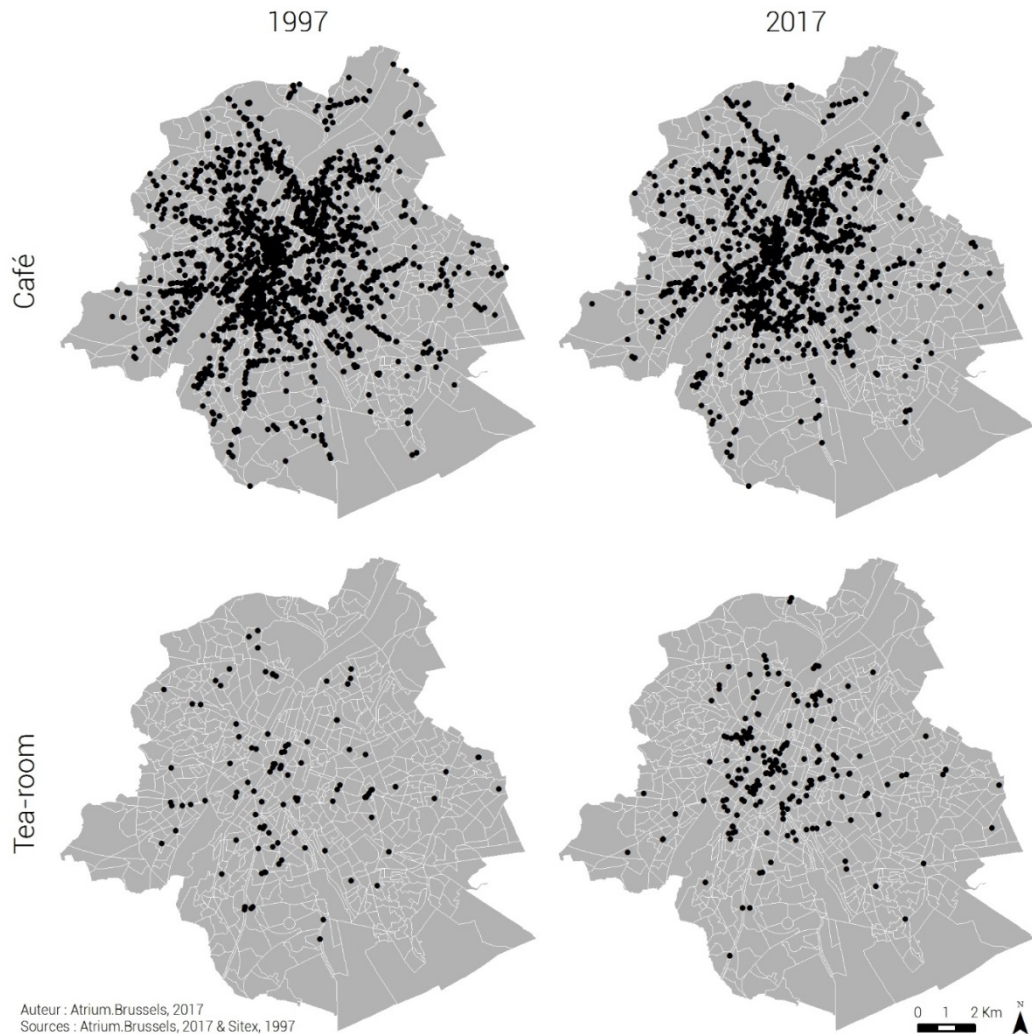 1997
2017
Café
Tea-room
Auteur : Atrium.Brussels, 2017
Sources : Atrium.Brussels, 2017 & Sitex, 1997
0 1 2 Km
N